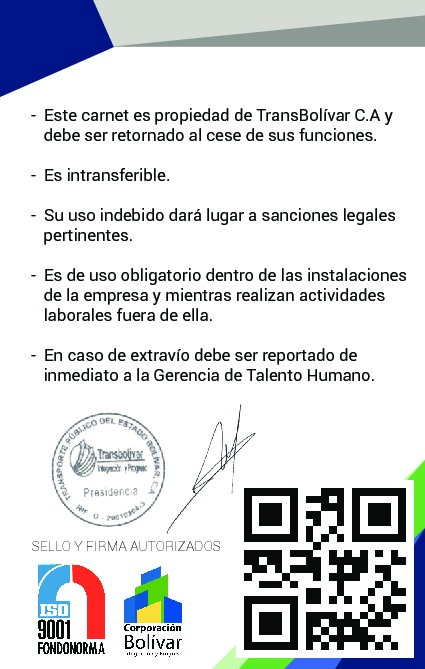 - Este carnet es propiedad de TransBolívar C.A y
debe ser retornado al cese de sus funciones.
- Es intransferible.
- Su uso indebido dará lugar a sanciones legales
pertinentes.
- Es de uso obligatorio dentro de las instalaciones
de la empresa y mientras realizan actividades
laborales fuera de ella.
- En caso de extravío debe ser reportado de
inmediato a la Gerencia de Talento Humano.
TRANSPORTE PÚBLICO DEL ESTADO BOLÍVAR, C.A.
Transbolívar
Integración y Progreso
Presidencia
SELLO Y FIRMA AUTORIZADOS
ISO
9001
FONDONORMA
Corporación
Bolívar